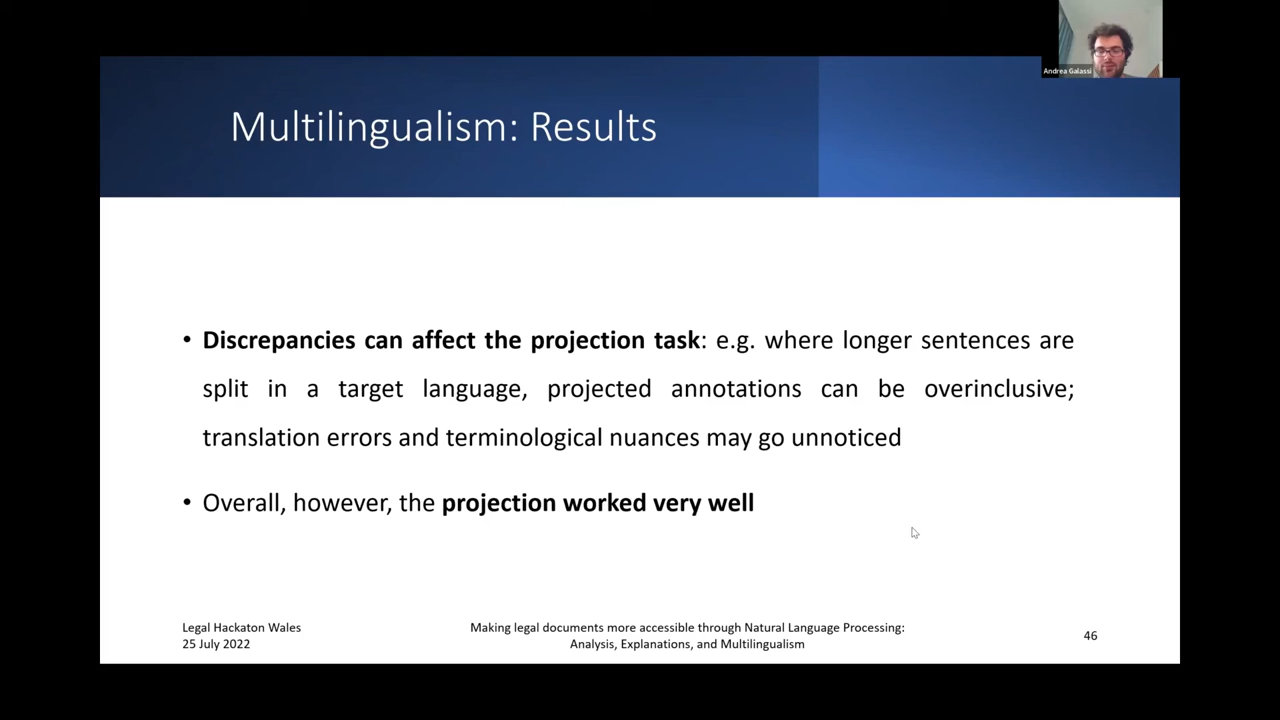 Andrea Galassi
Multilingualism: Results
• Discrepancies can affect the projection task: e.g. where longer sentences are
split in a target language, projected annotations can be overinclusive;
translation errors and terminological nuances may go unnoticed
• Overall, however, the projection worked very well
Legal Hackaton Wales
25 July 2022
Making legal documents more accessible through Natural Language Processing:
Analysis, Explanations, and Multilingualism
46